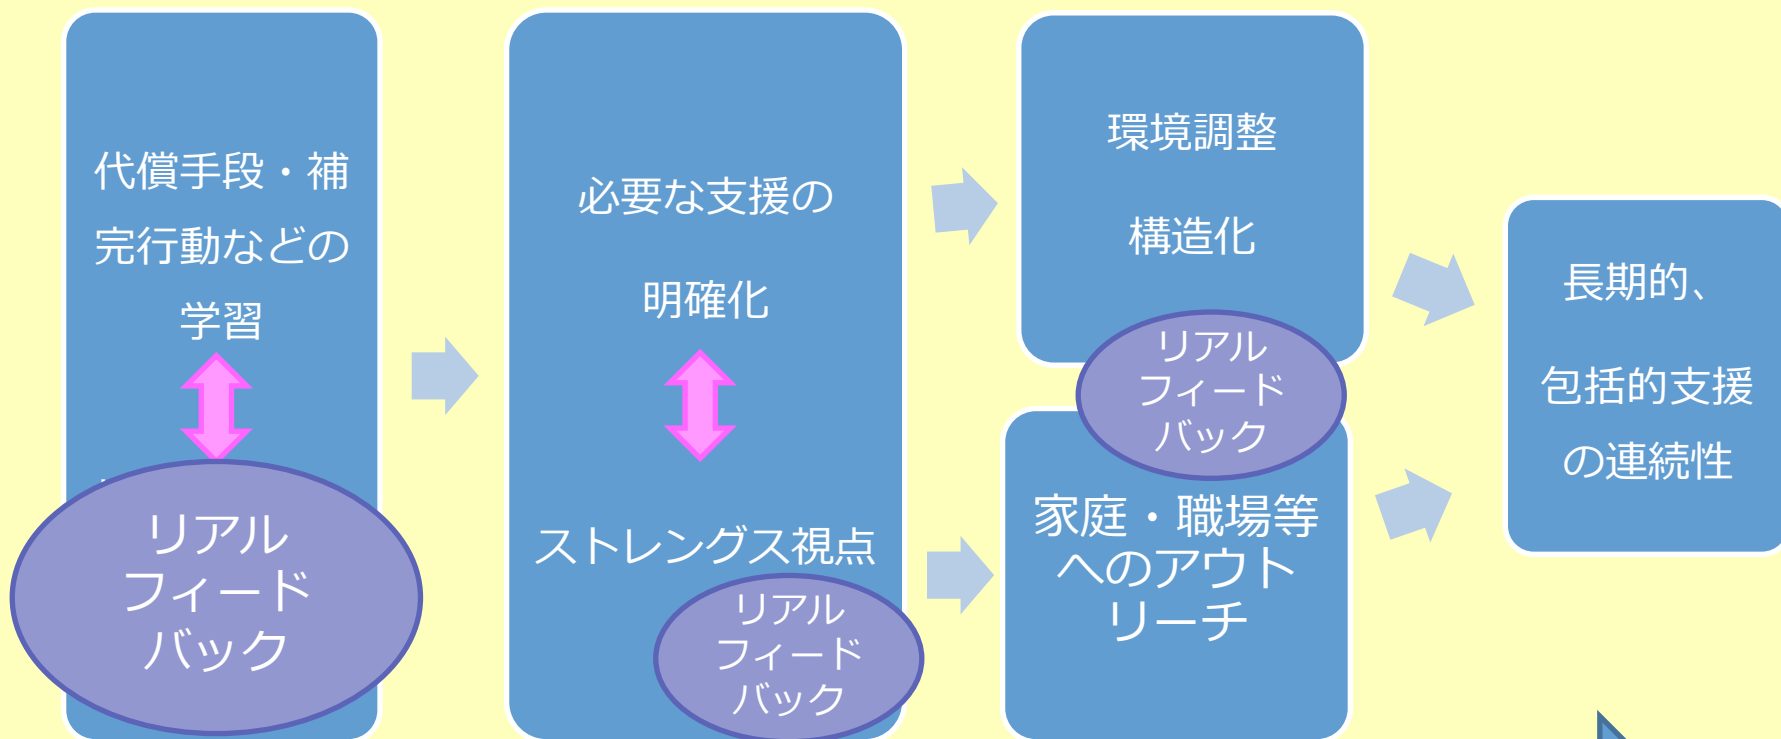 代償手段・補
完行動などの
学習
リアル
フィード
バック
必要な支援の
明確化
ストレングス視点
リアル
フィード
バック
環境調整
構造化
リアル
フィード
バック
家庭・職場等
へのアウト
リーチ
長期的、
包括的支援
の連続性